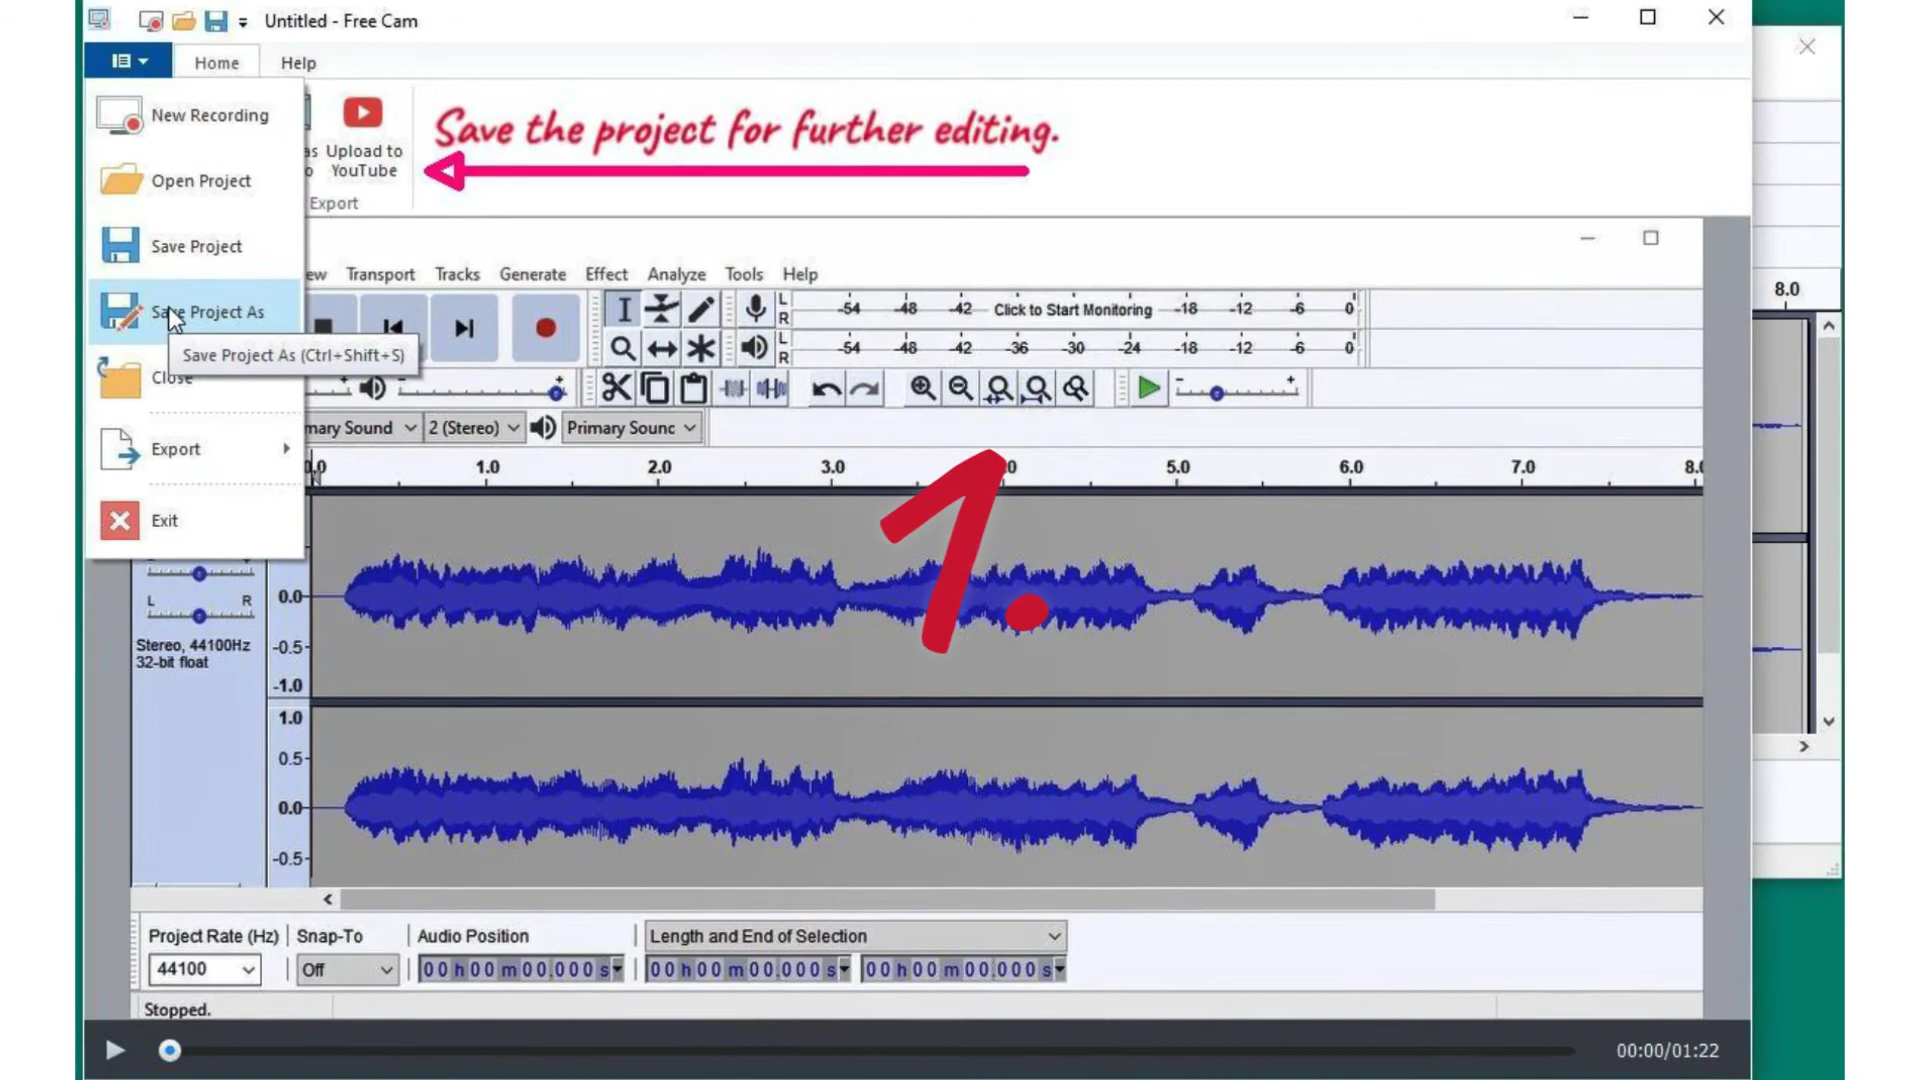 Untitled - Free Cam
Home
Help
New Recording
Open Project
Save Project
Save Project As
Save Project As (Ctrl+Shift+S)
Close
Export
Exit
as Upload to
o YouTube
Export
Save the project for further editing.
ew Transport Tracks Generate Effect Analyze Tools Help
L
R
-54 -48 -42 Click to Start Monitoring -18 -12 -6 0
L
R
-54 -48 -42 -36 -30 -24 -18 -12 -6 0
- +
- +
mary Sound 2 (Stereo) Primary Sounc
0.0 1.0 2.0 3.0 0 5.0 6.0 7.0 8.0
8.0
1.
L R
Stereo, 44100Hz
32-bit float
0.0
-0.5
-1.0
1.0
0.5
0.0
-0.5
Project Rate (Hz) Snap-To Audio Position Length and End of Selection
44100 Off 00 h 00 m 00.000 s 00 h 00 m 00.000 s 00 h 00 m 00.000 s
Stopped.
00:00/01:22